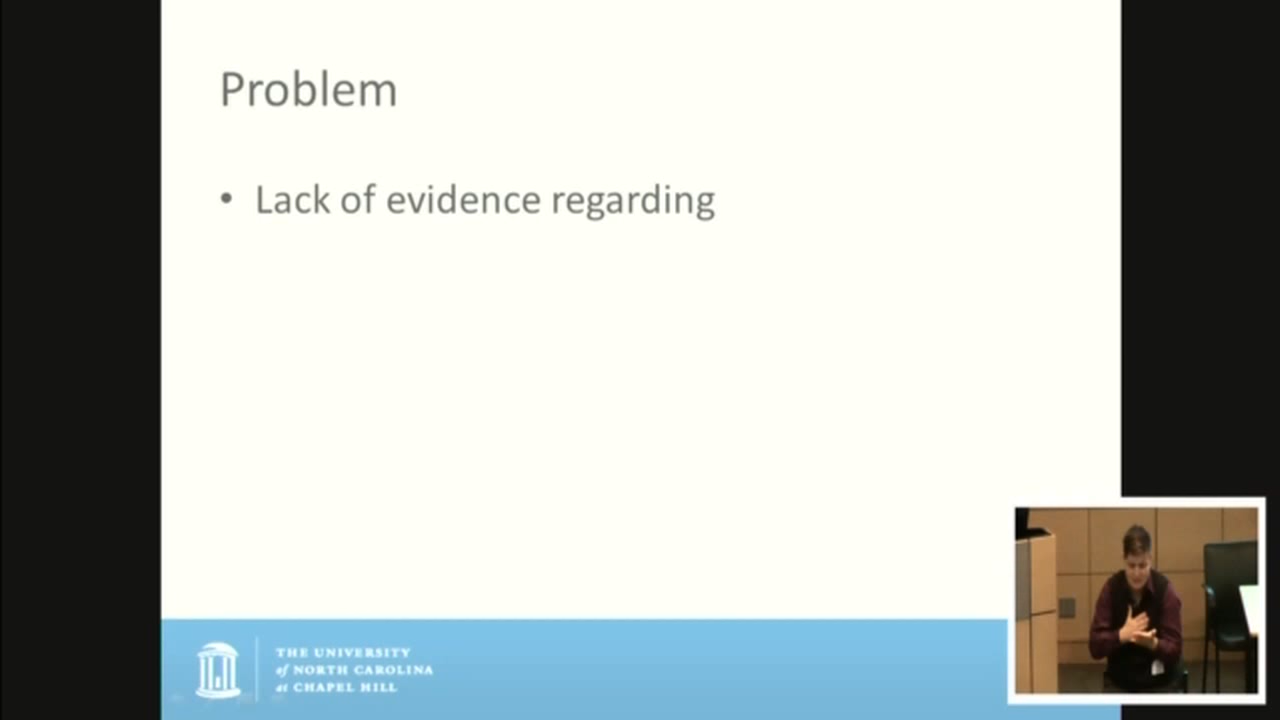 Problem
• Lack of evidence regarding
THE UNIVERSITY
of NORTH CAROLINA
at CHAPEL HILL